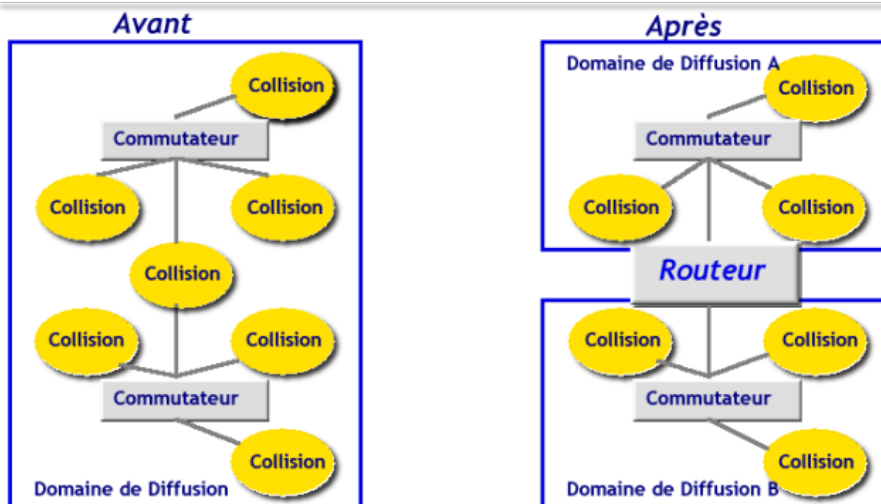 Avant
Collision
Commutateur
Collision
Collision
Collision
Collision
Collision
Commutateur
Collision
Domaine de Diffusion
Après
Domaine de Diffusion A
Collision
Commutateur
Collision
Collision
Routeur
Collision
Collision
Commutateur
Collision
Domaine de Diffusion B